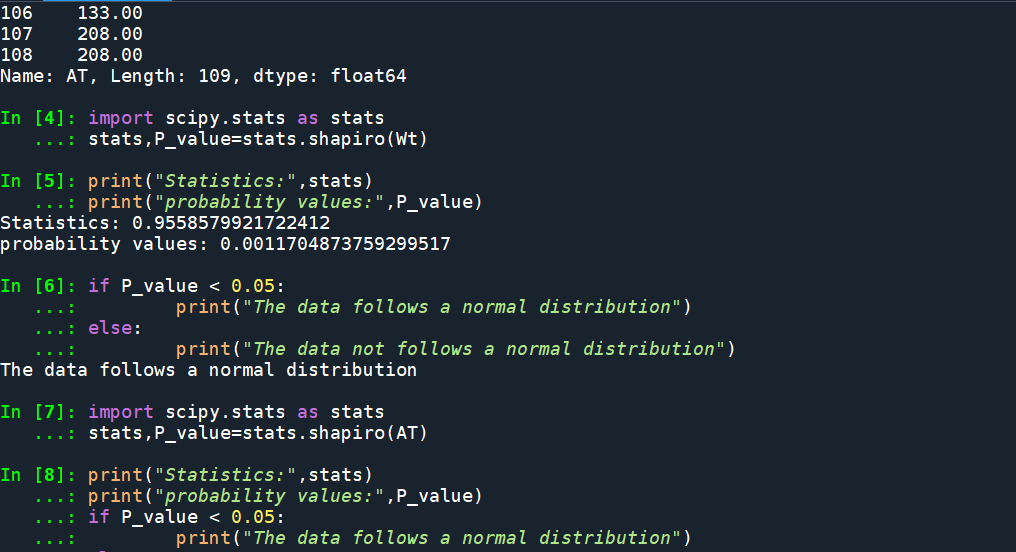 106    133.00
107    208.00
108    208.00
Name: AT, Length: 109, dtype: float64
In [4]: import scipy.stats as stats
   ...: stats,P_value=stats.shapiro(Wt)
In [5]: print("Statistics:",stats)
   ...: print("probability values:",P_value)
Statistics: 0.9558579921722412
probability values: 0.0011704873759299517
In [6]: if P_value < 0.05:
   ...:         print("The data follows a normal distribution")
   ...: else:
   ...:         print("The data not follows a normal distribution")
The data follows a normal distribution
In [7]: import scipy.stats as stats
   ...: stats,P_value=stats.shapiro(AT)
In [8]: print("Statistics:",stats)
   ...: print("probability values:",P_value)
   ...: if P_value < 0.05:
   ...:         print("The data follows a normal distribution")